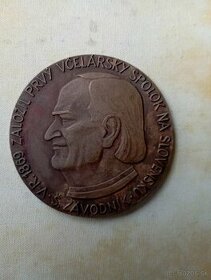 V R. 1869 ZALOŽIL PRVÝ VČELÁRSKY SPOLOK NA SLOVENSKU
Š. ZÁVODNÍK